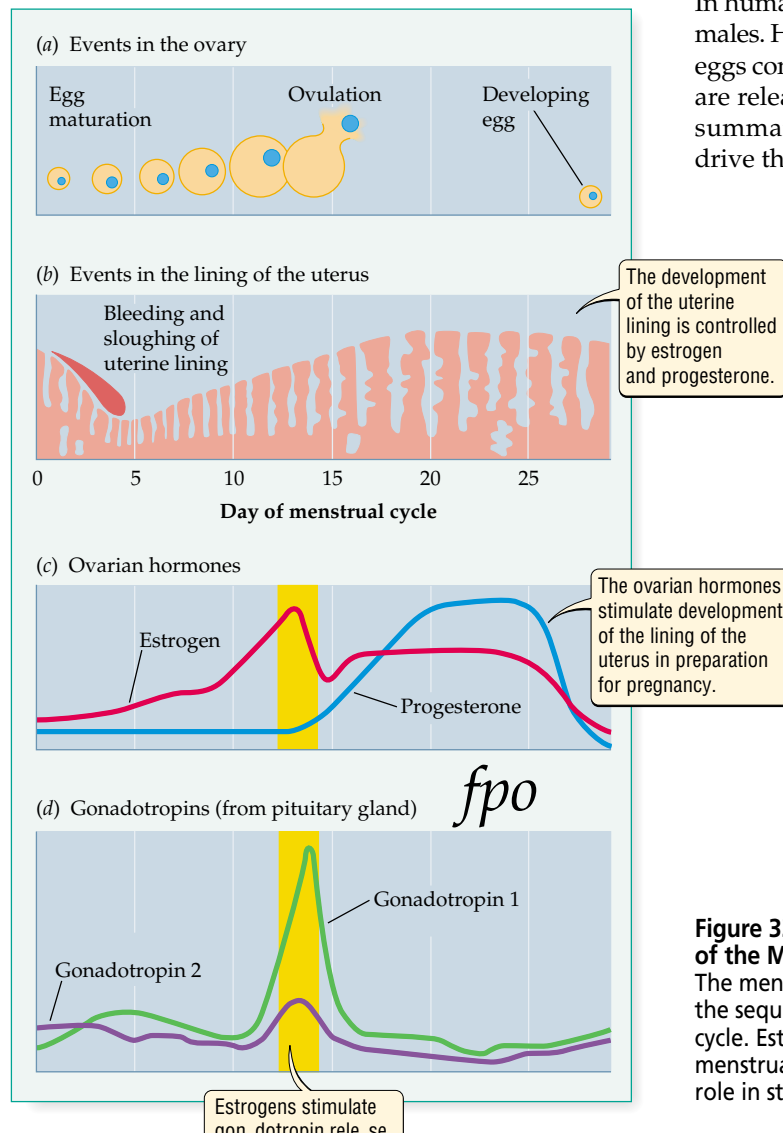 (a) Events in the ovary
Egg
maturation
Ovulation
Developing
egg
(b) Events in the lining of the uterus
Bleeding and
sloughing of
uterine lining
The development
of the uterine
lining is controlled
by estrogen
and progesterone.
0 5 10 15 20 25
Day of menstrual cycle
(c) Ovarian hormones
Estrogen
Progesterone
The ovarian hormones
stimulate development
of the lining of the
uterus in preparation
for pregnancy.
fpo
(d) Gonadotropins (from pituitary gland)
Gonadotropin 1
Gonadotropin 2
Estrogens stimulate
gon dotropin rele se
In huma
males. H
eggs con
are relea
summa
drive th
Figure 3
of the M
The men
the sequ
cycle. Est
menstrua
role in st